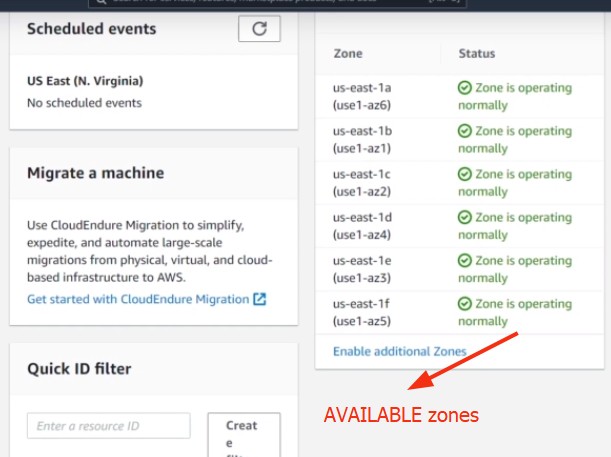 Scheduled events
US East (N. Virginia)
No scheduled events
Migrate a machine
Use CloudEndure Migration to simplify,
expedite, and automate large-scale
migrations from physical, virtual, and cloud-
based infrastructure to AWS.
Get started with CloudEndure Migration
Quick ID filter
Enter a resource ID
Creat
e
Zone Status
us-east-1a Zone is operating
(use1-az6) normally
us-east-1b Zone is operating
(use1-az1) normally
us-east-1c Zone is operating
(use1-az2) normally
us-east-1d Zone is operating
(use1-az4) normally
us-east-1e Zone is operating
(use1-az3) normally
us-east-1f Zone is operating
(use1-az5) normally
Enable additional Zones
AVAILABLE zones